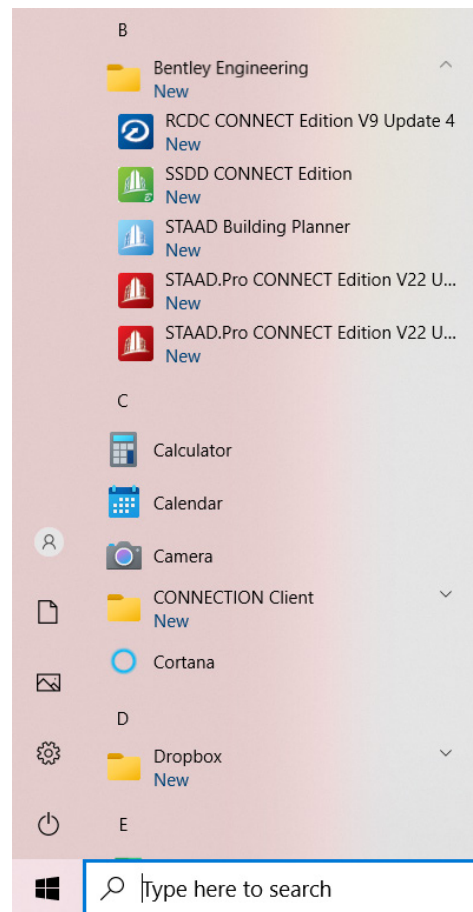 B
Bentley Engineering
New
RCDC CONNECT Edition V9 Update 4
New
SSDD CONNECT Edition
New
STAAD Building Planner
New
STAAD.Pro CONNECT Edition V22 U...
New
STAAD.Pro CONNECT Edition V22 U...
New
C
Calculator
Calendar
Camera
CONNECTION Client
New
Cortana
D
Dropbox
New
E
Type here to search